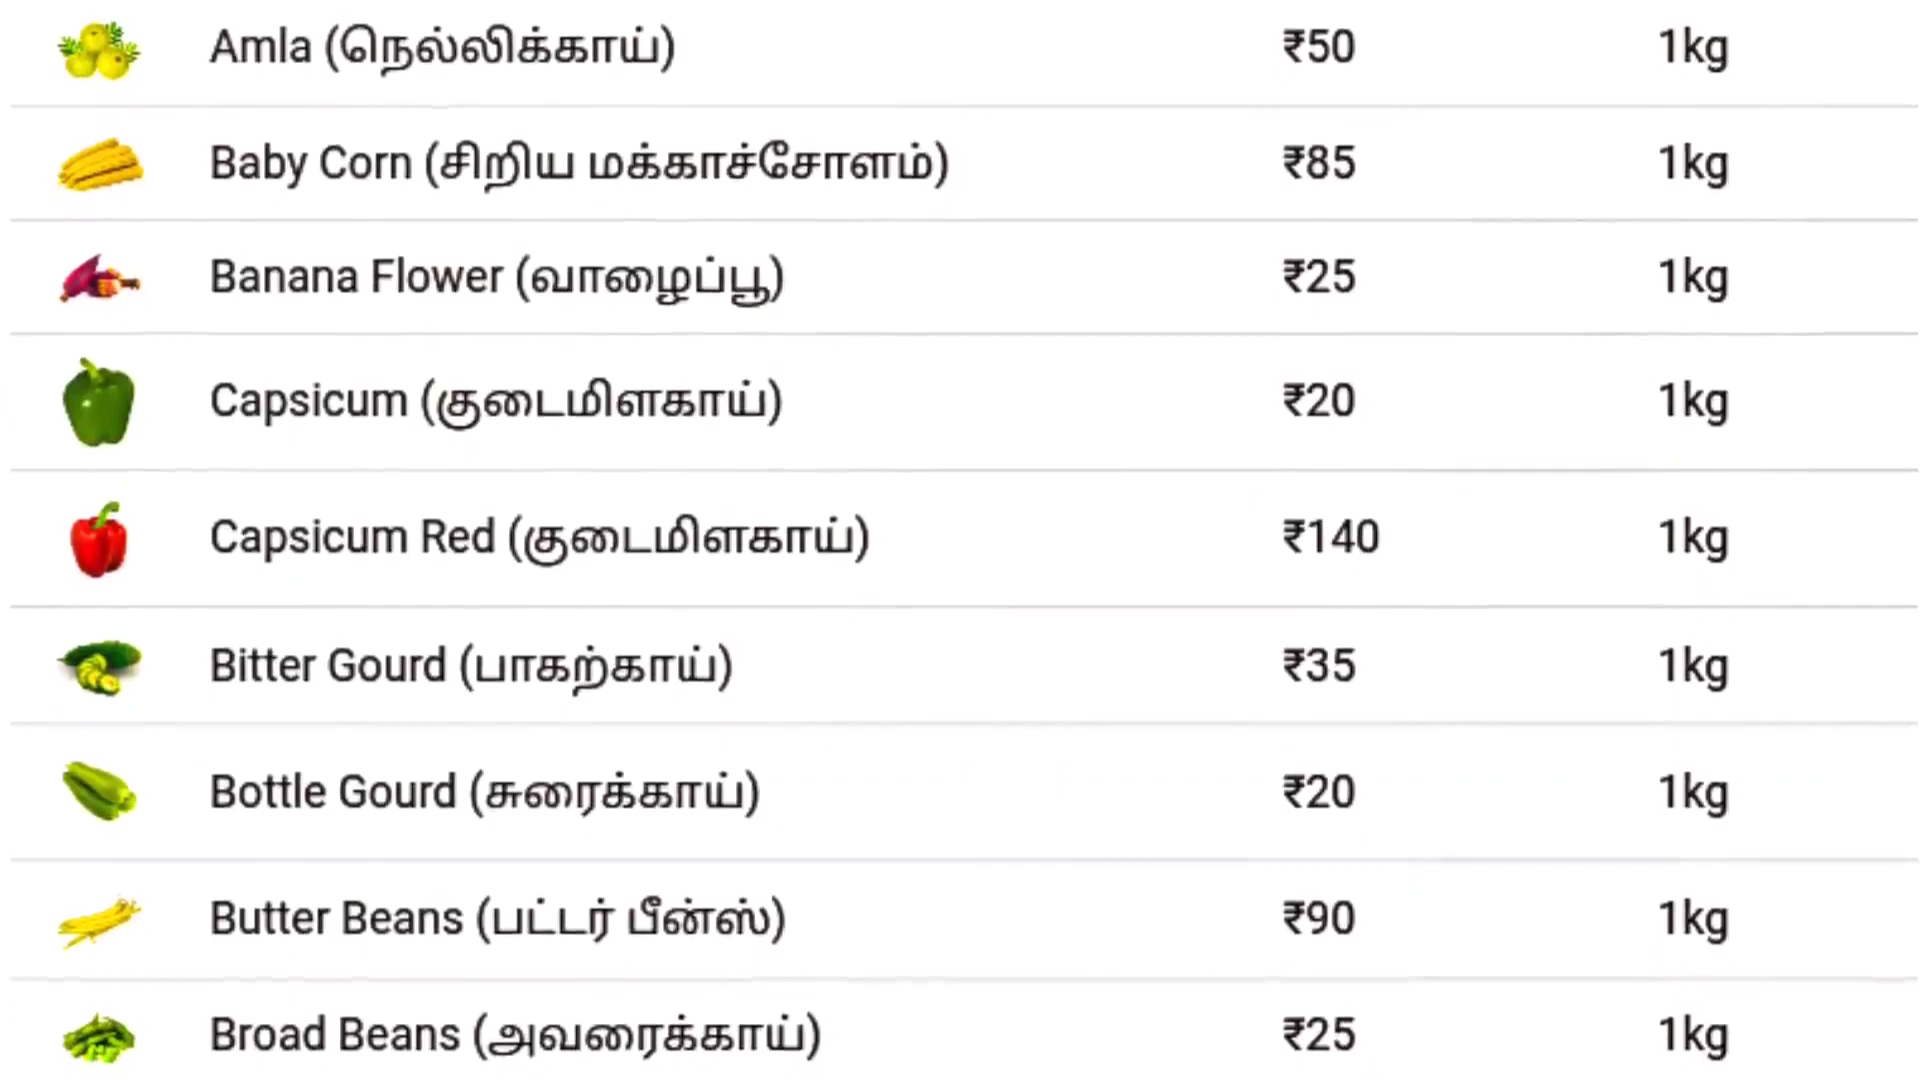 Amla (நெல்லிக்காய்) ₹50 1kg
Baby Corn (சிறிய மக்காச்சோளம்) ₹85 1kg
Banana Flower (வாழைப்பூ) ₹25 1kg
Capsicum (குடைமிளகாய்) ₹20 1kg
Capsicum Red (குடைமிளகாய்) ₹140 1kg
Bitter Gourd (பாகற்காய்) ₹35 1kg
Bottle Gourd (சுரைக்காய்) ₹20 1kg
Butter Beans (பட்டர் பீன்ஸ்) ₹90 1kg
Broad Beans (அவரைக்காய்) ₹25 1kg